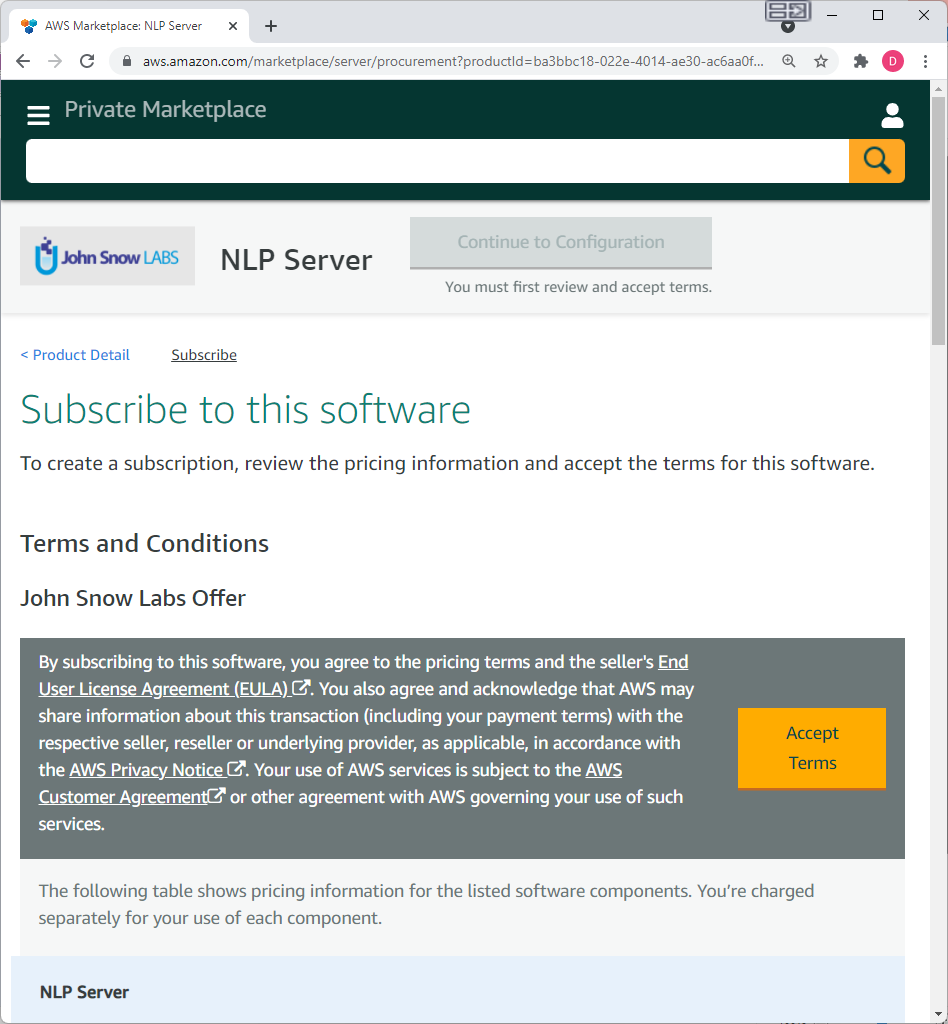 AWS Marketplace: NLP Server
aws.amazon.com/marketplace/server/procurement?productId=ba3bbc18-022e-4014-ae30-ac6aa0f...
D
Private Marketplace
John Snow LABS
NLP Server
Continue to Configuration
You must first review and accept terms.
< Product Detail
Subscribe
Subscribe to this software
To create a subscription, review the pricing information and accept the terms for this software.
Terms and Conditions
John Snow Labs Offer
By subscribing to this software, you agree to the pricing terms and the seller's End
User License Agreement (EULA). You also agree and acknowledge that AWS may
share information about this transaction (including your payment terms) with the
respective seller, reseller or underlying provider, as applicable, in accordance with
the AWS Privacy Notice. Your use of AWS services is subject to the AWS
Customer Agreement or other agreement with AWS governing your use of such
services.
Accept
Terms
The following table shows pricing information for the listed software components. You’re charged
separately for your use of each component.
NLP Server